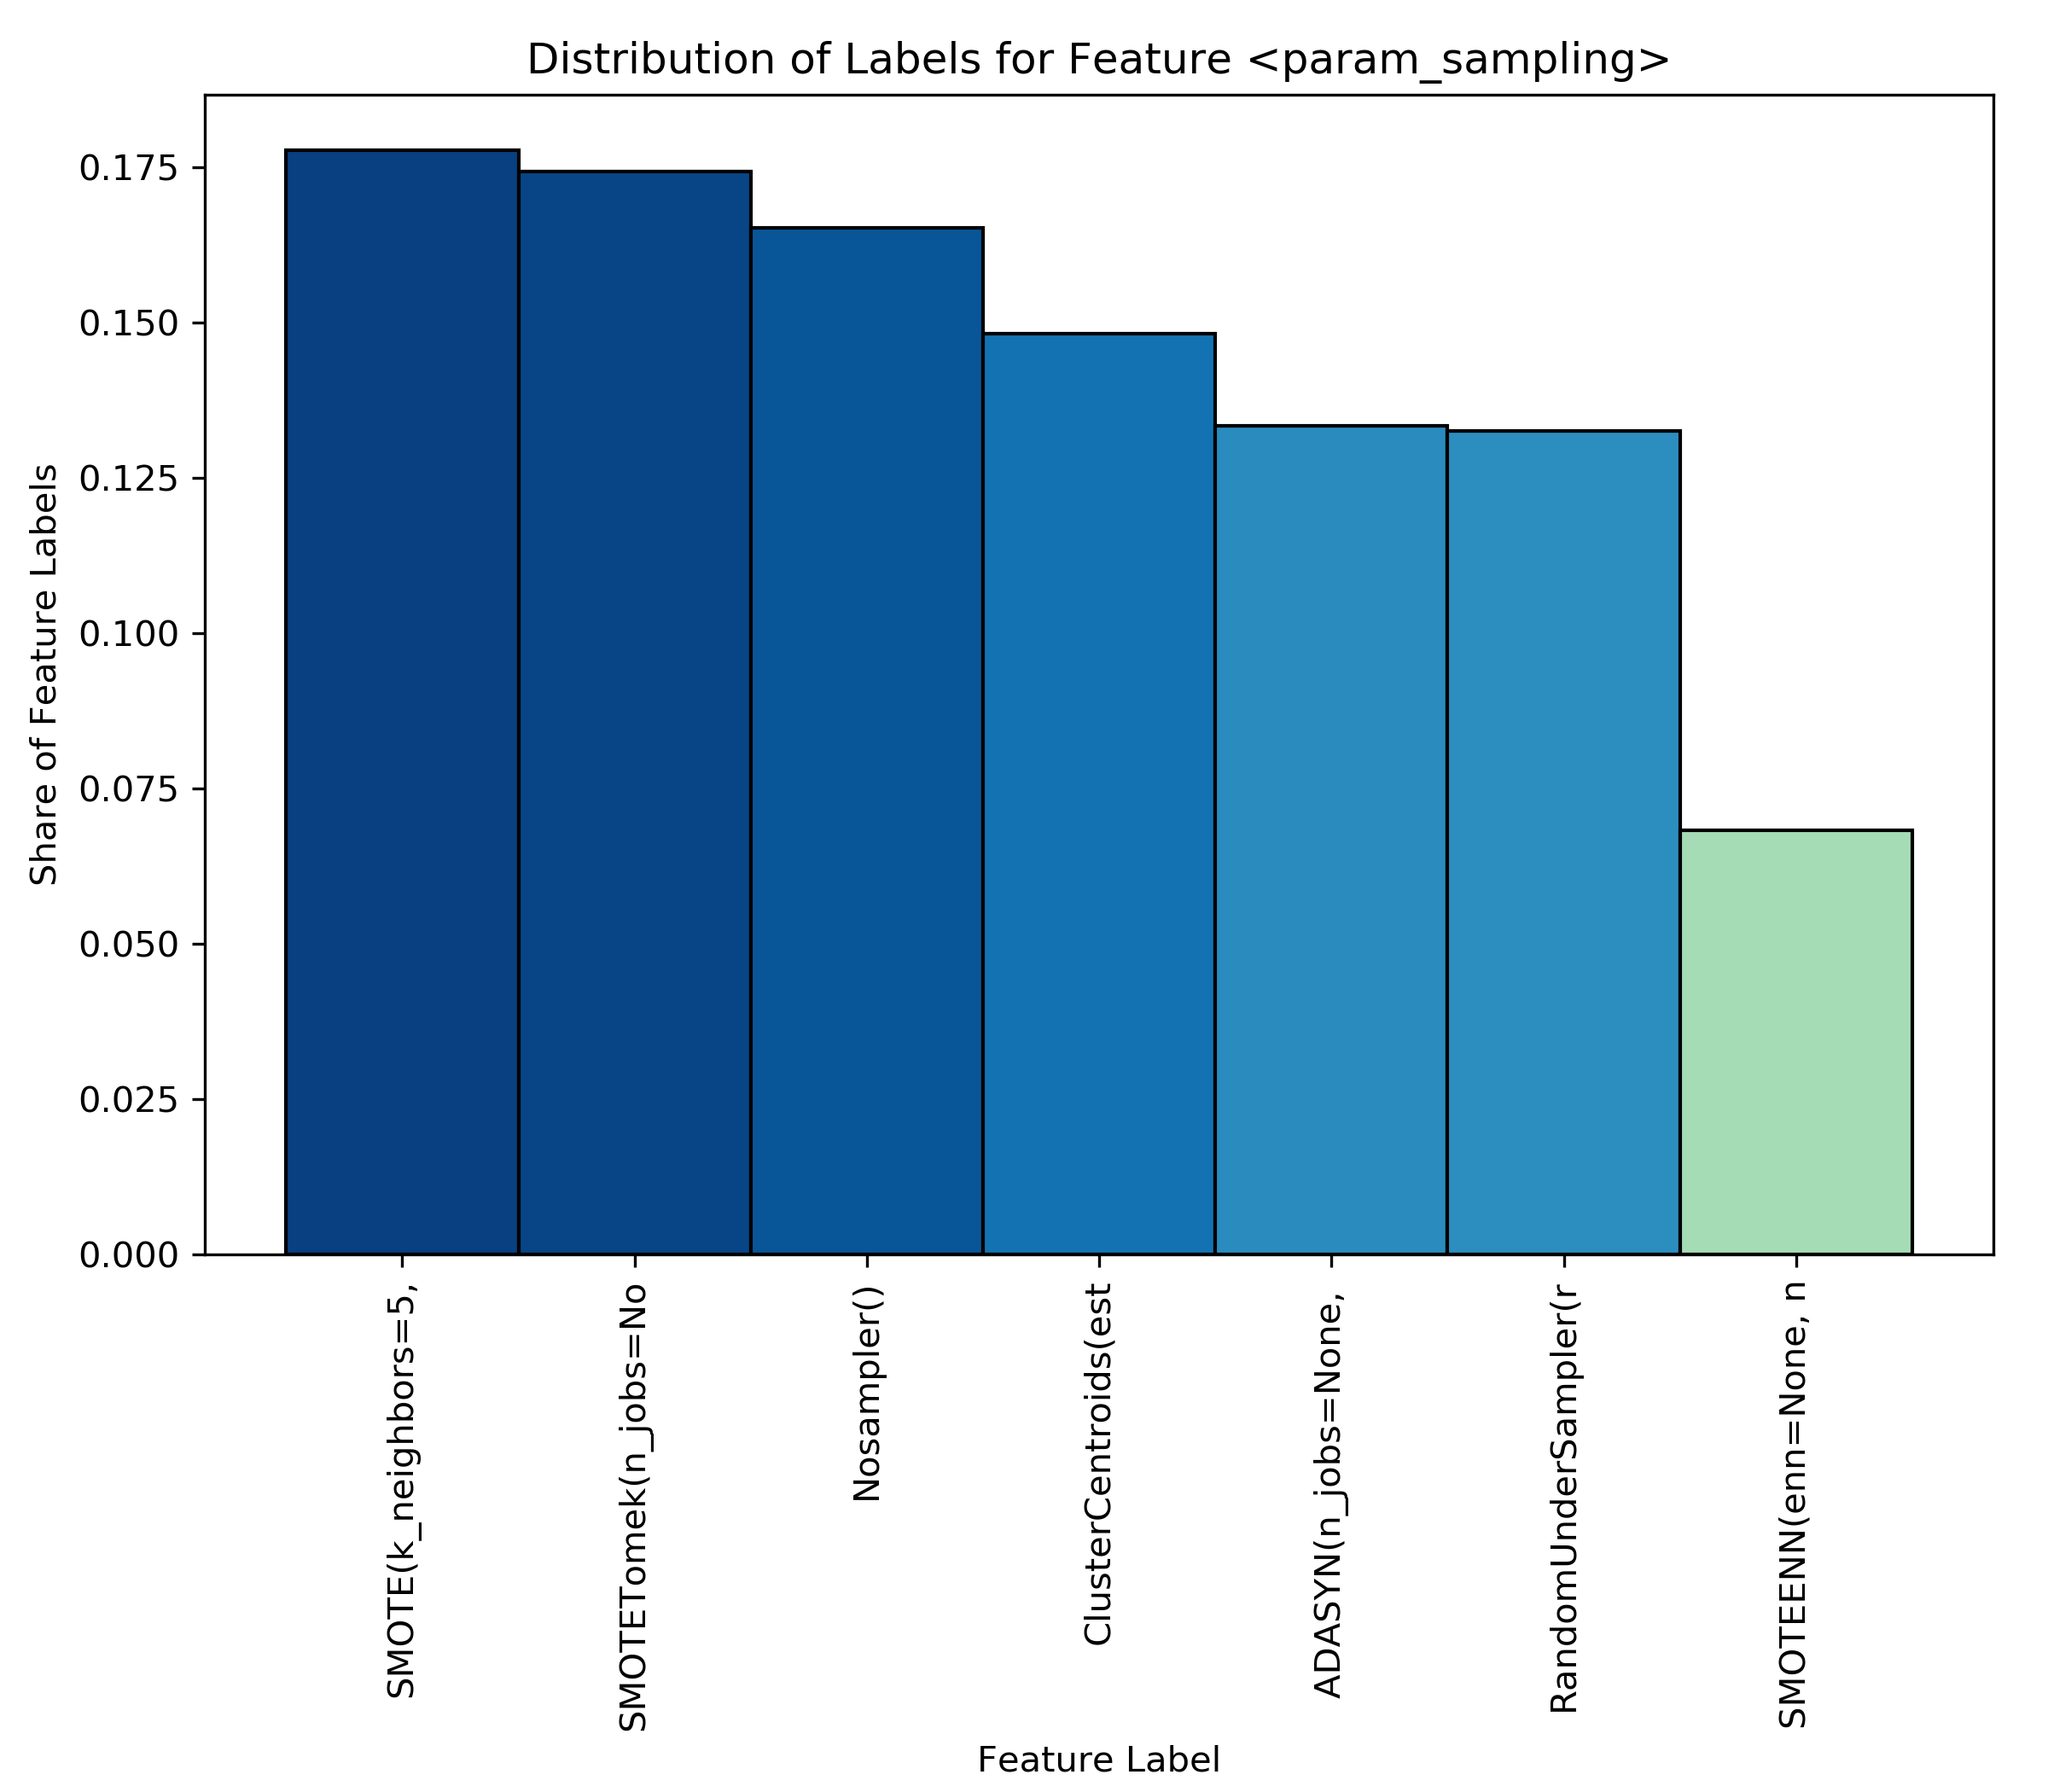 Distribution of Labels for Feature <param_sampling>
Share of Feature Labels
0.175
0.150
0.125
0.100
0.075
0.050
0.025
0.000
SMOTE(k_neighbors=5,
SMOTETomek(n_jobs=No
Nosampler()
ClusterCentroids(est
ADASYN(n_jobs=None,
RandomUnderSampler(r
SMOTEENN(enn=None, n
Feature Label